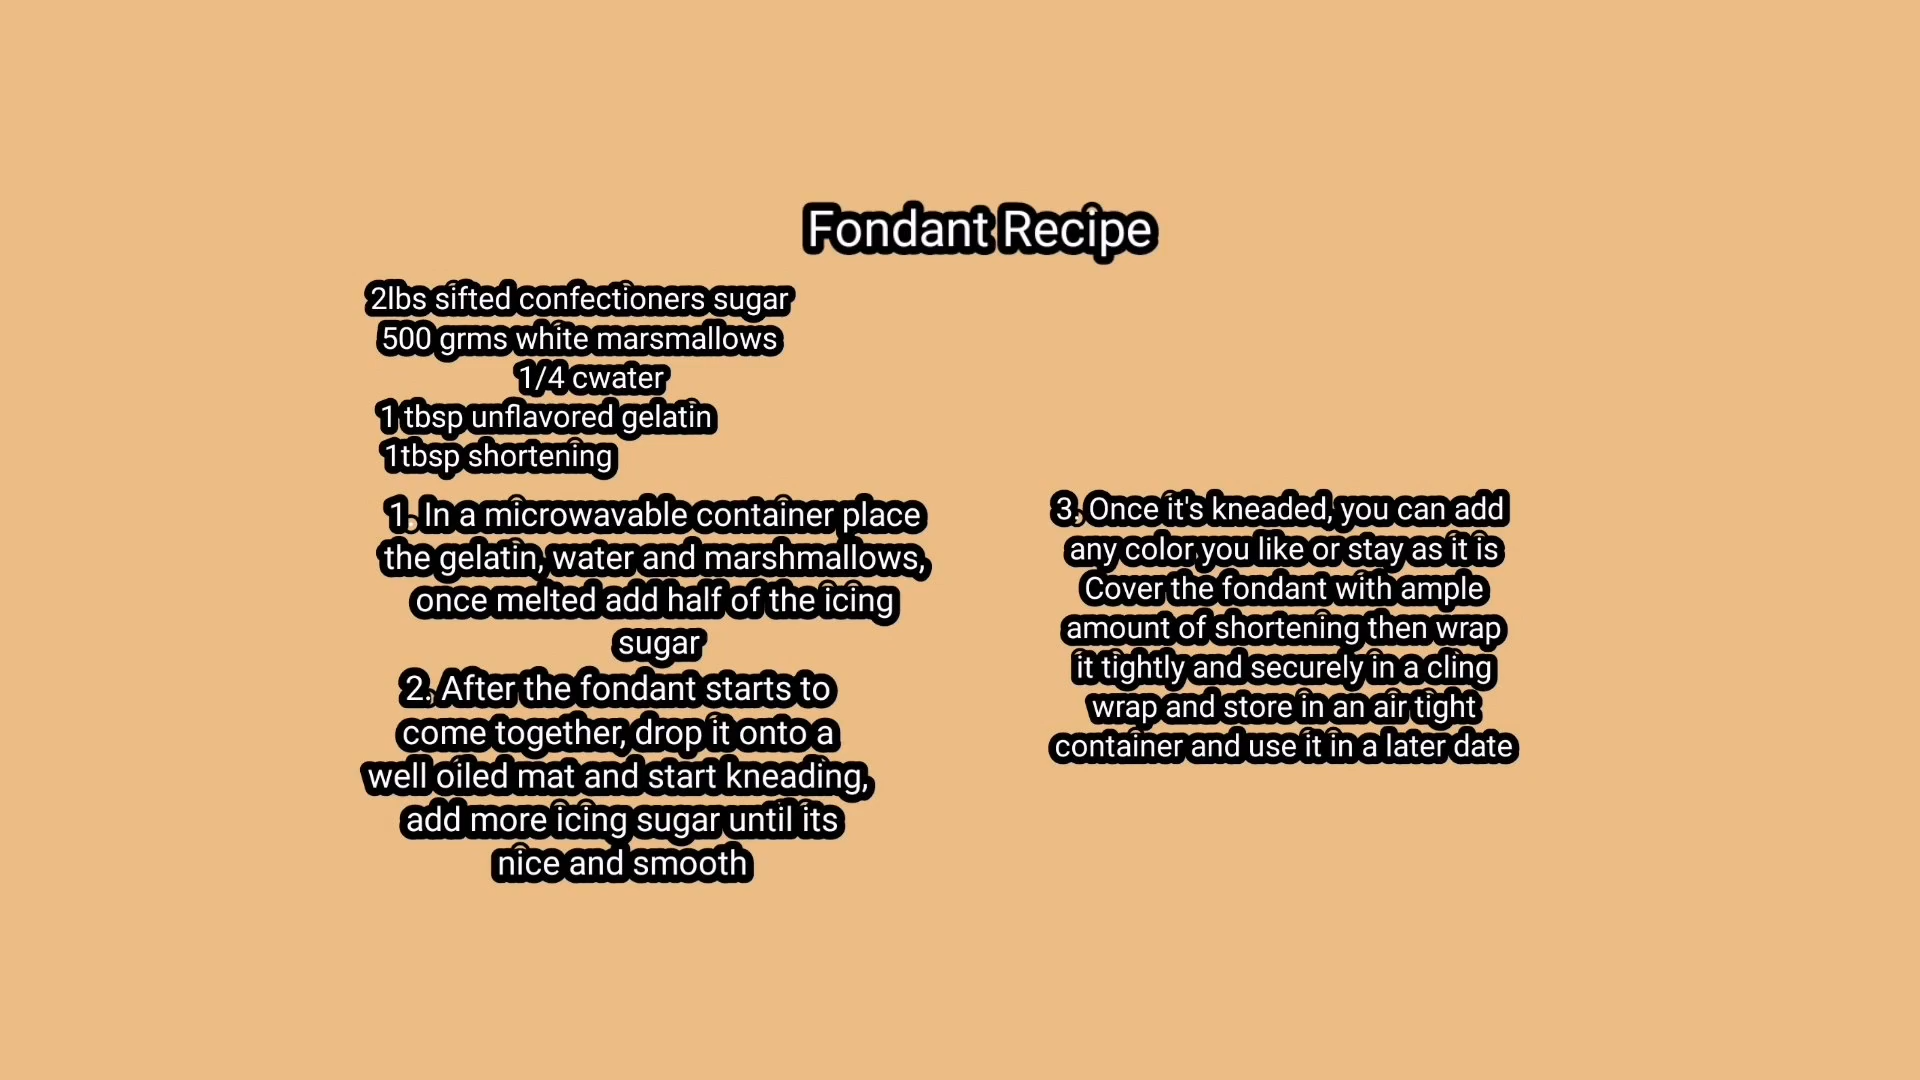 Fondant Recipe
2lbs sifted confectioners sugar
500 grms white marsmallows
1/4 cwater
1 tbsp unflavored gelatin
1tbsp shortening
1. In a microwavable container place
the gelatin, water and marshmallows,
once melted add half of the icing
sugar
2. After the fondant starts to
come together, drop it onto a
well oiled mat and start kneading,
add more icing sugar until its
nice and smooth
3. Once it's kneaded, you can add
any color you like or stay as it is
Cover the fondant with ample
amount of shortening then wrap
it tightly and securely in a cling
wrap and store in an air tight
container and use it in a later date